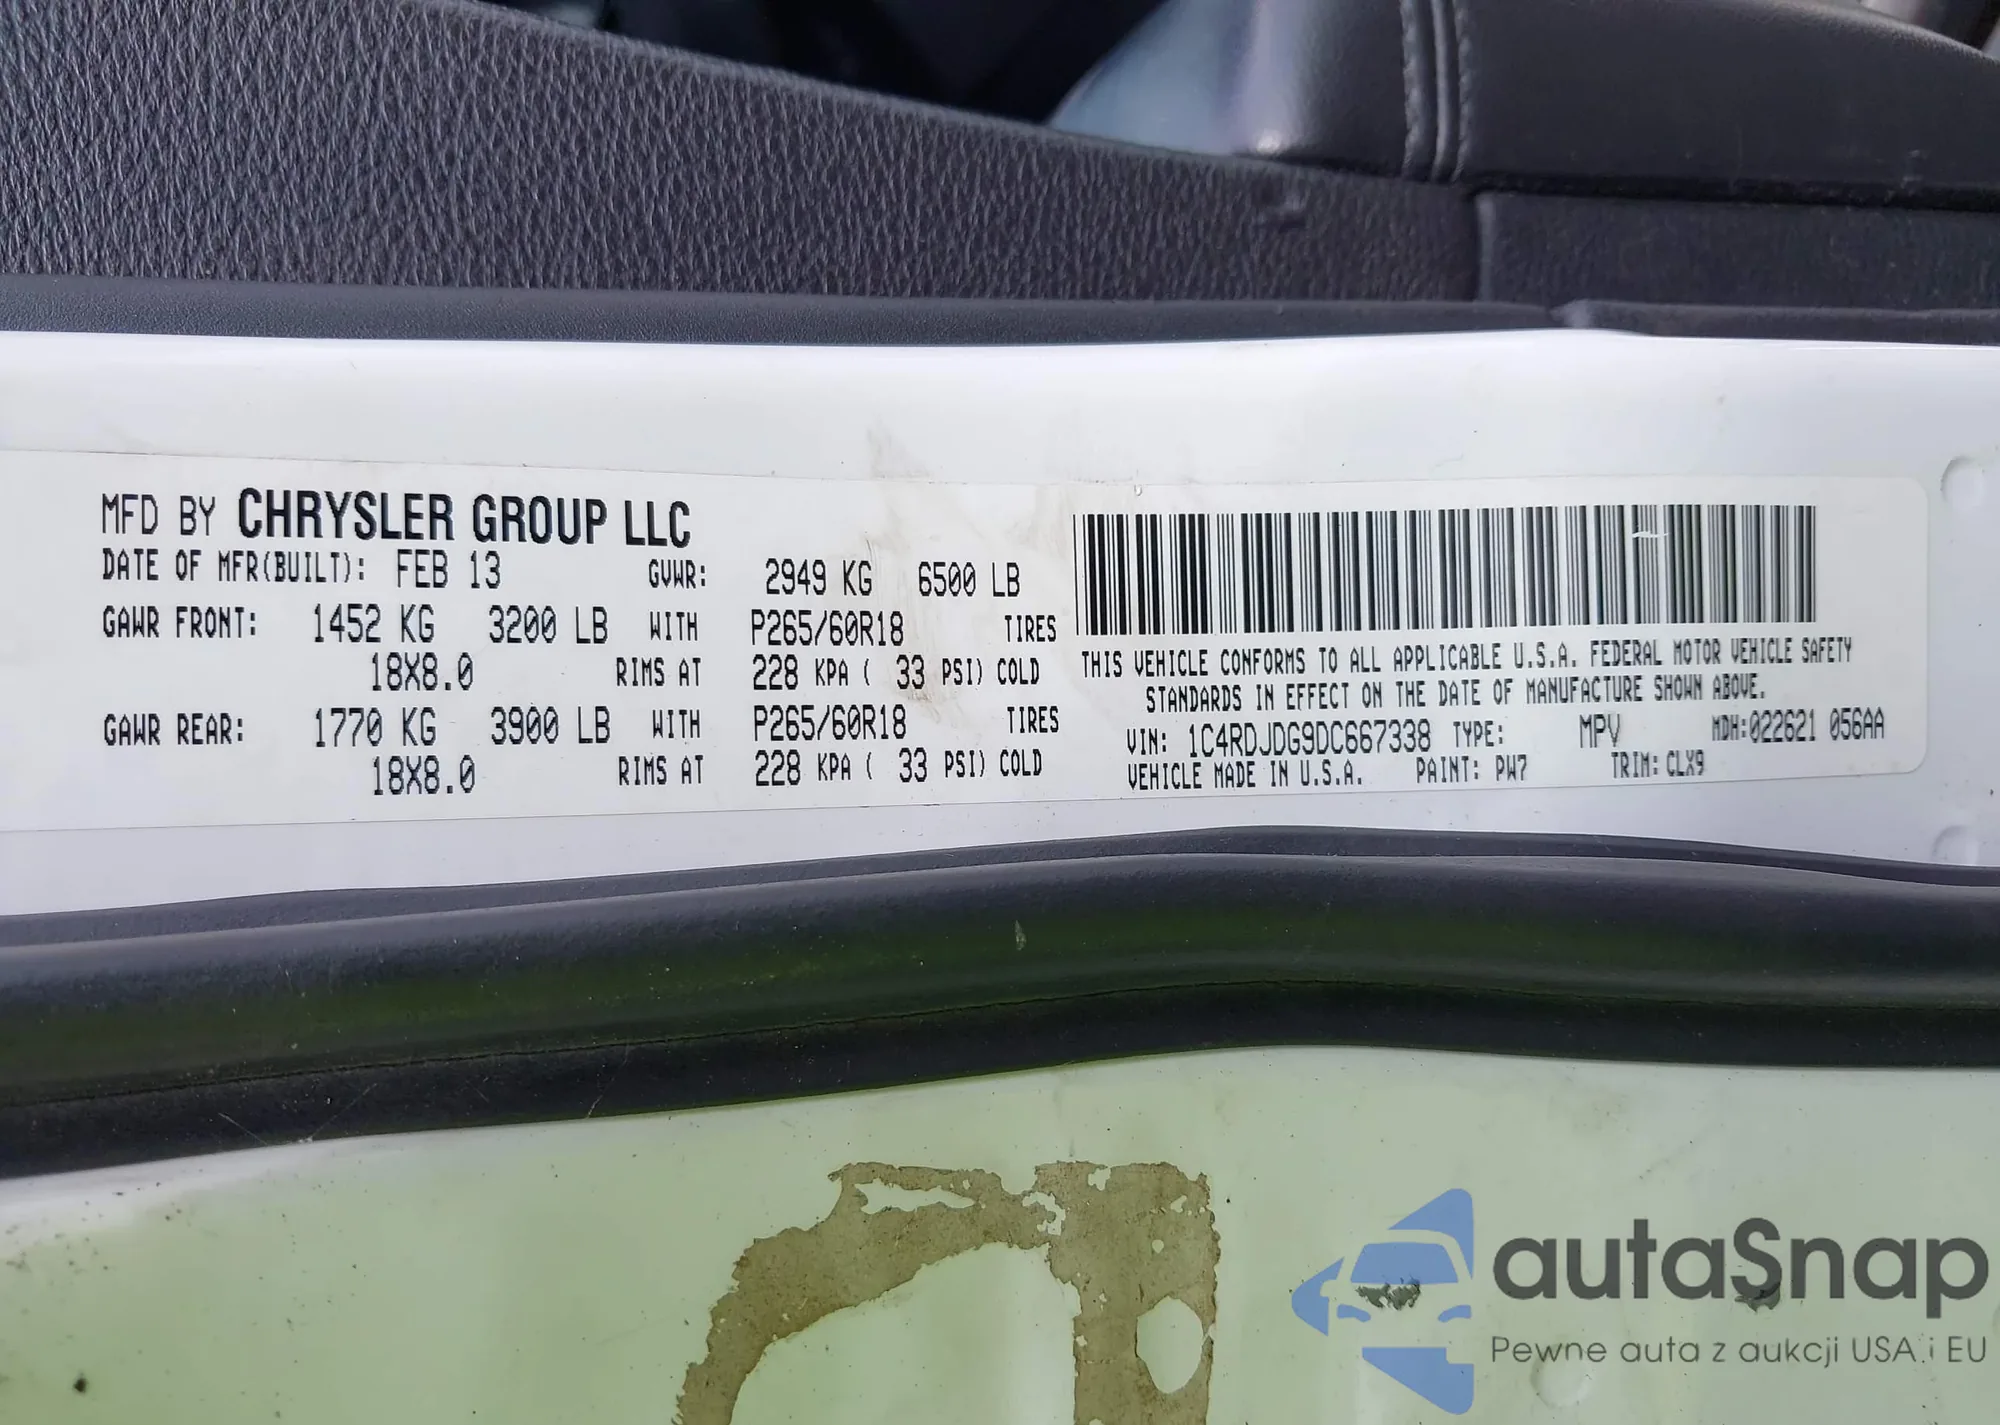 MFD BY CHRYSLER GROUP LLC
DATE OF MFR(BUILT): FEB 13 GVWR: 2949 KG 6500 LB
GAWR FRONT: 1452 KG 3200 LB WITH P265/60R18 TIRES
18X8.0 RIMS AT 228 KPA ( 33 PSI) COLD
GAWR REAR: 1770 KG 3900 LB WITH P265/60R18 TIRES
18X8.0 RIMS AT 228 KPA ( 33 PSI) COLD
THIS VEHICLE CONFORMS TO ALL APPLICABLE U.S.A. FEDERAL MOTOR VEHICLE SAFETY
STANDARDS IN EFFECT ON THE DATE OF MANUFACTURE SHOWN ABOVE.
VIN: 1C4RDJDG9DC667338 TYPE: MPV MDH:022621 056AA
VEHICLE MADE IN U.S.A. PAINT: PW7 TRIM: CLX9
autaSnap
Pewne auta z aukcji USA i EU